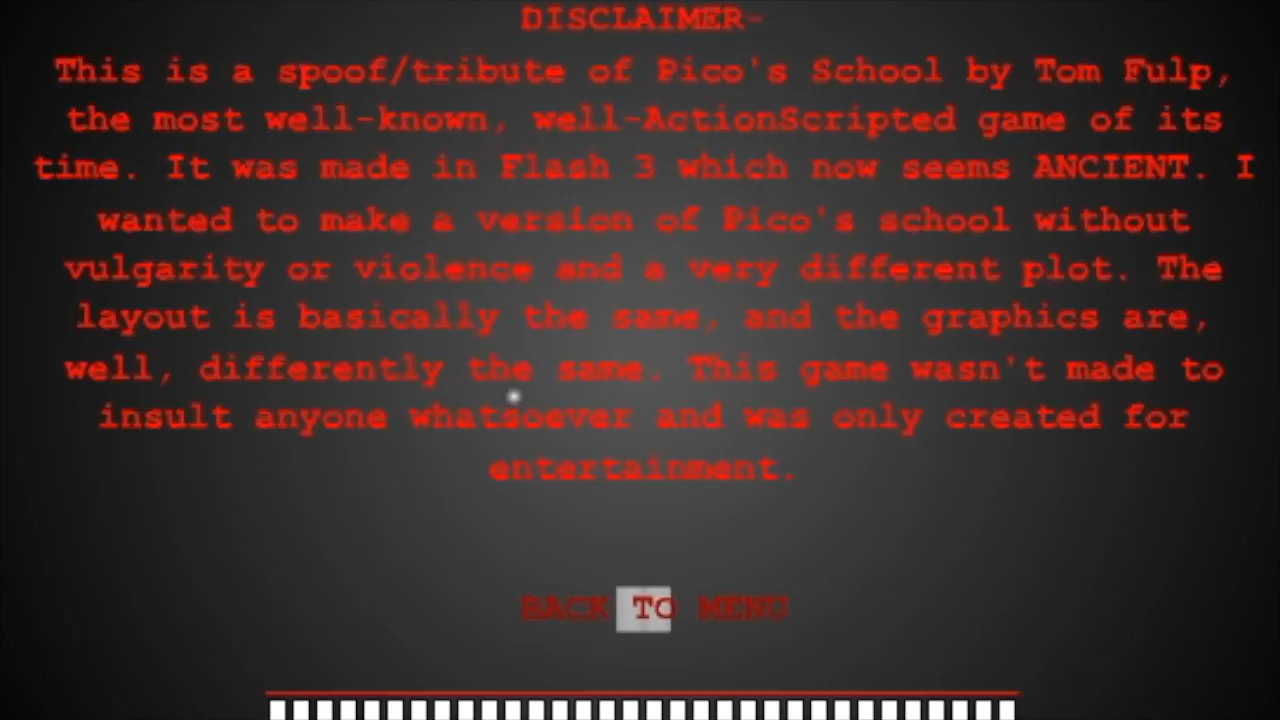 DISCLAIMER-
This is a spoof/tribute of Pico's School by Tom Fulp,
the most well-known, well-ActionScripted game of its
time. It was made in Flash 3 which now seems ANCIENT. I
wanted to make a version of Pico's school without
vulgarity or violence and a very different plot. The
layout is basically the same, and the graphics are,
well, differently the same. This game wasn't made to
insult anyone whatsoever and was only created for
entertainment.
BACK TO MENU